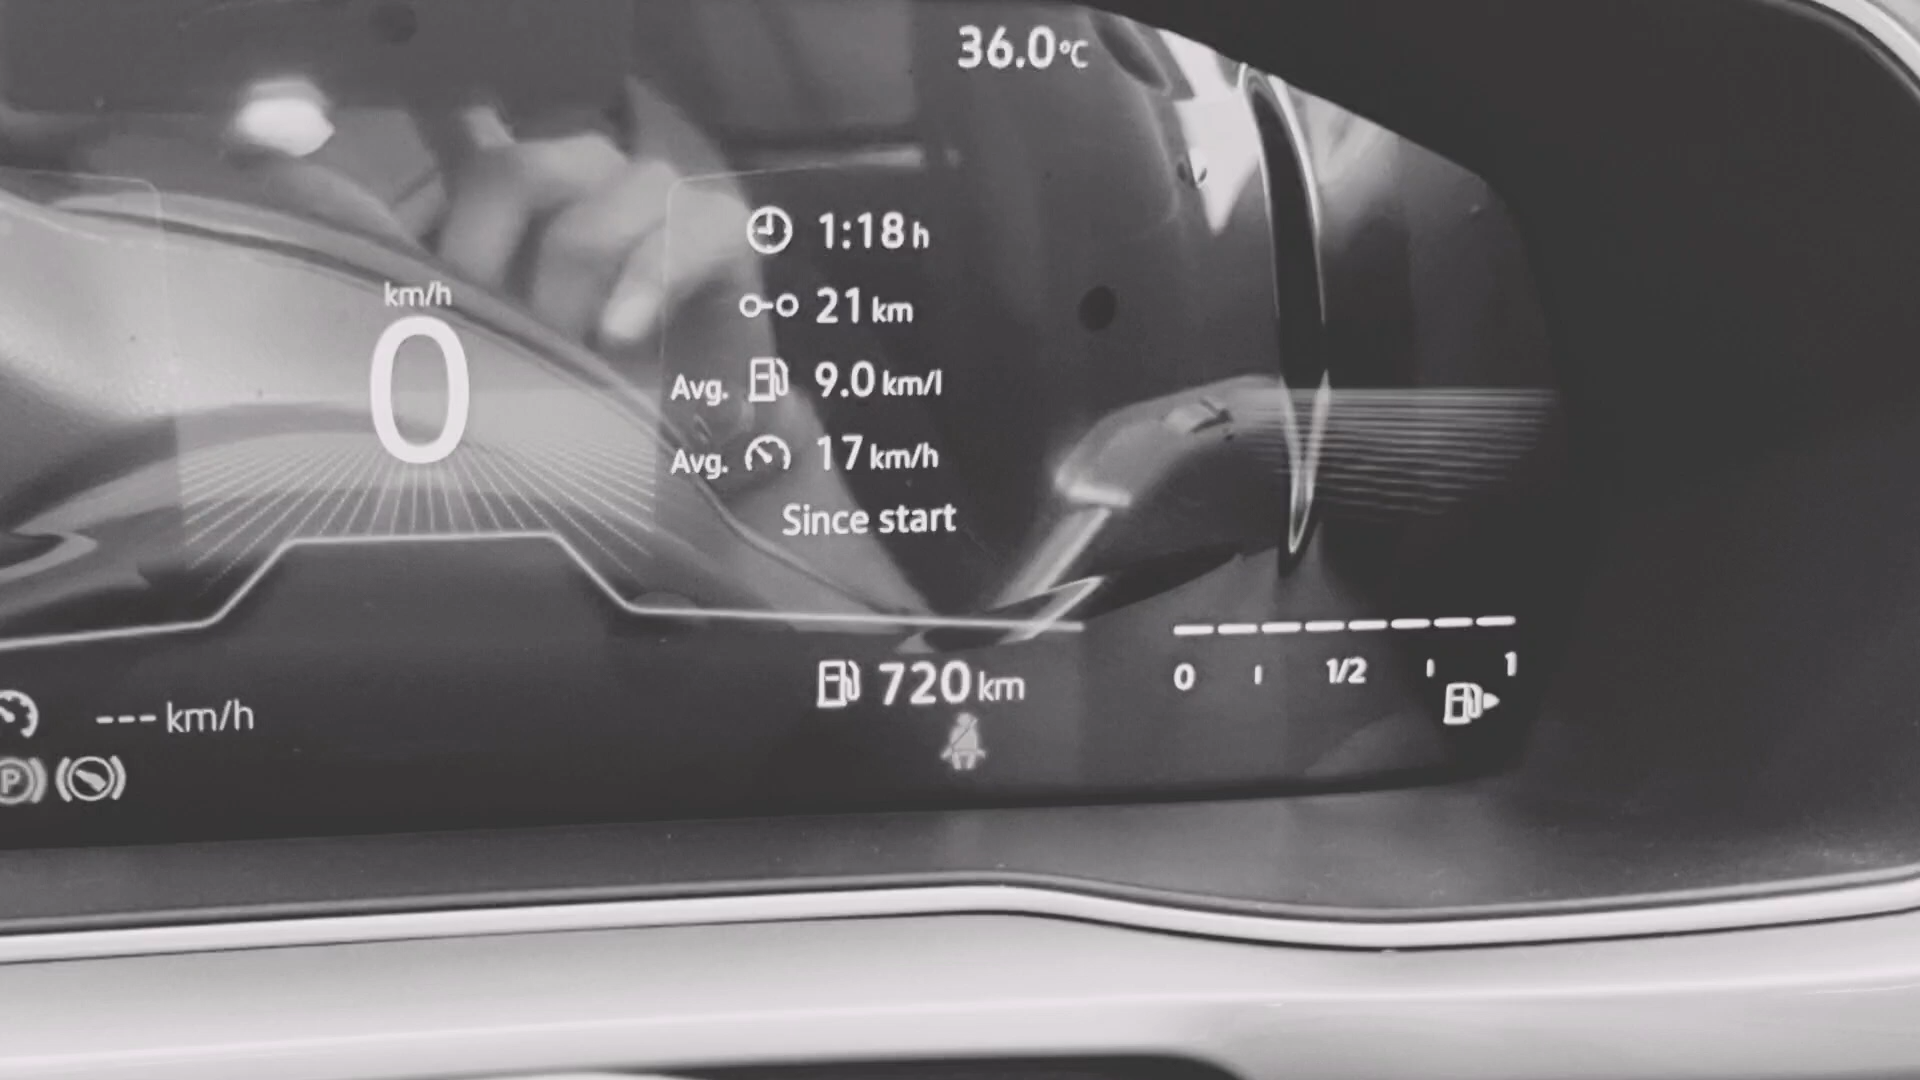 36.0°C
1:18 h
21 km
Avg. 9.0 km/l
Avg. 17 km/h
Since start
km/h
0
720 km
0 1/2 1
--- km/h
P